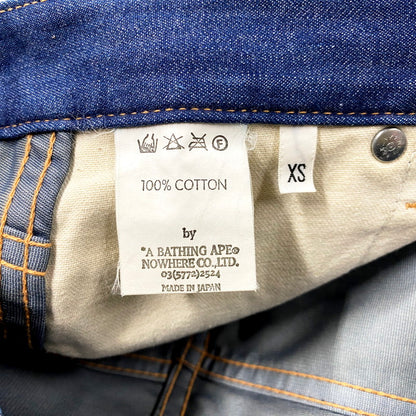 F
100% COTTON
XS
by
"A BATHING APE®
NOWHERE CO., LTD.
03(5772)2524
MADE IN JAPAN